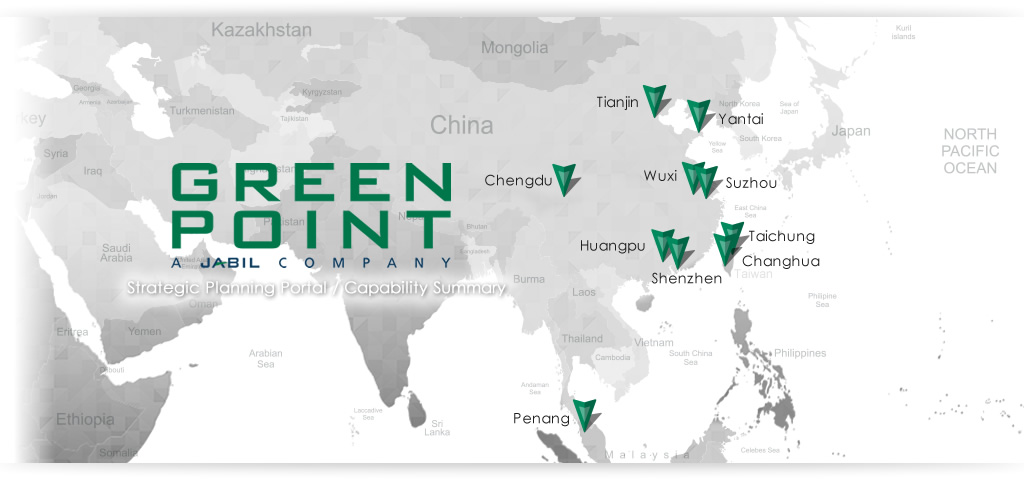 Kazakhstan
Mongolia
Kuril
Islands
Georgia
Armenia
Azerbaijan
Turkmenistan
Kyrgyzstan
Tajikistan
Tianjin
North Korea
Sea of
Japan
Yantai
key
China
Japan
South Korea
Yellow
Sea
NORTH
PACIFIC
OCEAN
Syria
Iraq
Jordan
GREEN
POINT
A JABIL COMPANY
Strategic Planning Portal / Capability Summary
Chengdu
Wuxi
Suzhou
East China
Sea
Pakistan
Bhutan
Bangladesh
Saudi
Arabia
Huangpu
Taichung
Changhua
Shenzhen
Taiwan
Burma
Laos
Oman
Philipine
Sea
Eritrea
Yemen
Thailand
Vietnam
South China
Sea
Philippines
Cambodia
Arabian
Sea
Djibouti
Andaman
Sea
Laccadive
Sea
Ethiopia
Sri
Lanka
Penang
Somalia
Malaysia
Celebes Sea